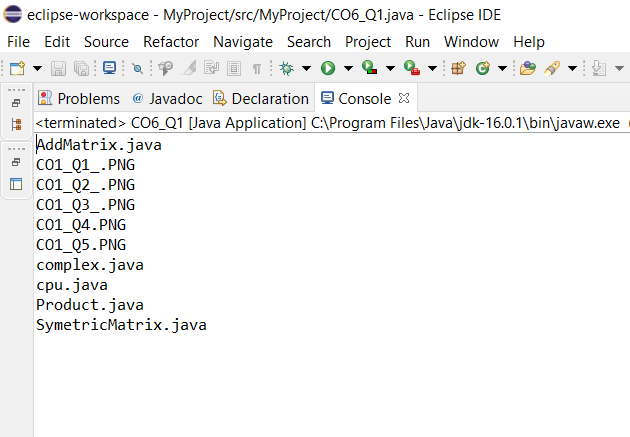 eclipse-workspace - MyProject/src/MyProject/CO6_Q1.java - Eclipse IDE
File Edit Source Refactor Navigate Search Project Run Window Help
Problems @ Javadoc Declaration Console
<terminated> CO6_Q1 [Java Application] C:\Program Files\Java\jdk-16.0.1\bin\javaw.exe
AddMatrix.java
CO1_Q1_.PNG
CO1_Q2_.PNG
CO1_Q3_.PNG
CO1_Q4.PNG
CO1_Q5.PNG
complex.java
cpu.java
Product.java
SymetricMatrix.java